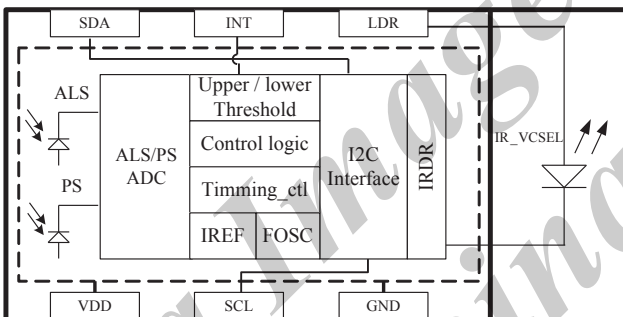 SDA
INT
LDR
ALS
PS
ALS/PS
ADC
Upper / lower
Threshold
Control logic
Timming_ctl
IREF
FOSC
I2C
Interface
IRDR
IR_VCSEL
VDD
SCL
GND
Image